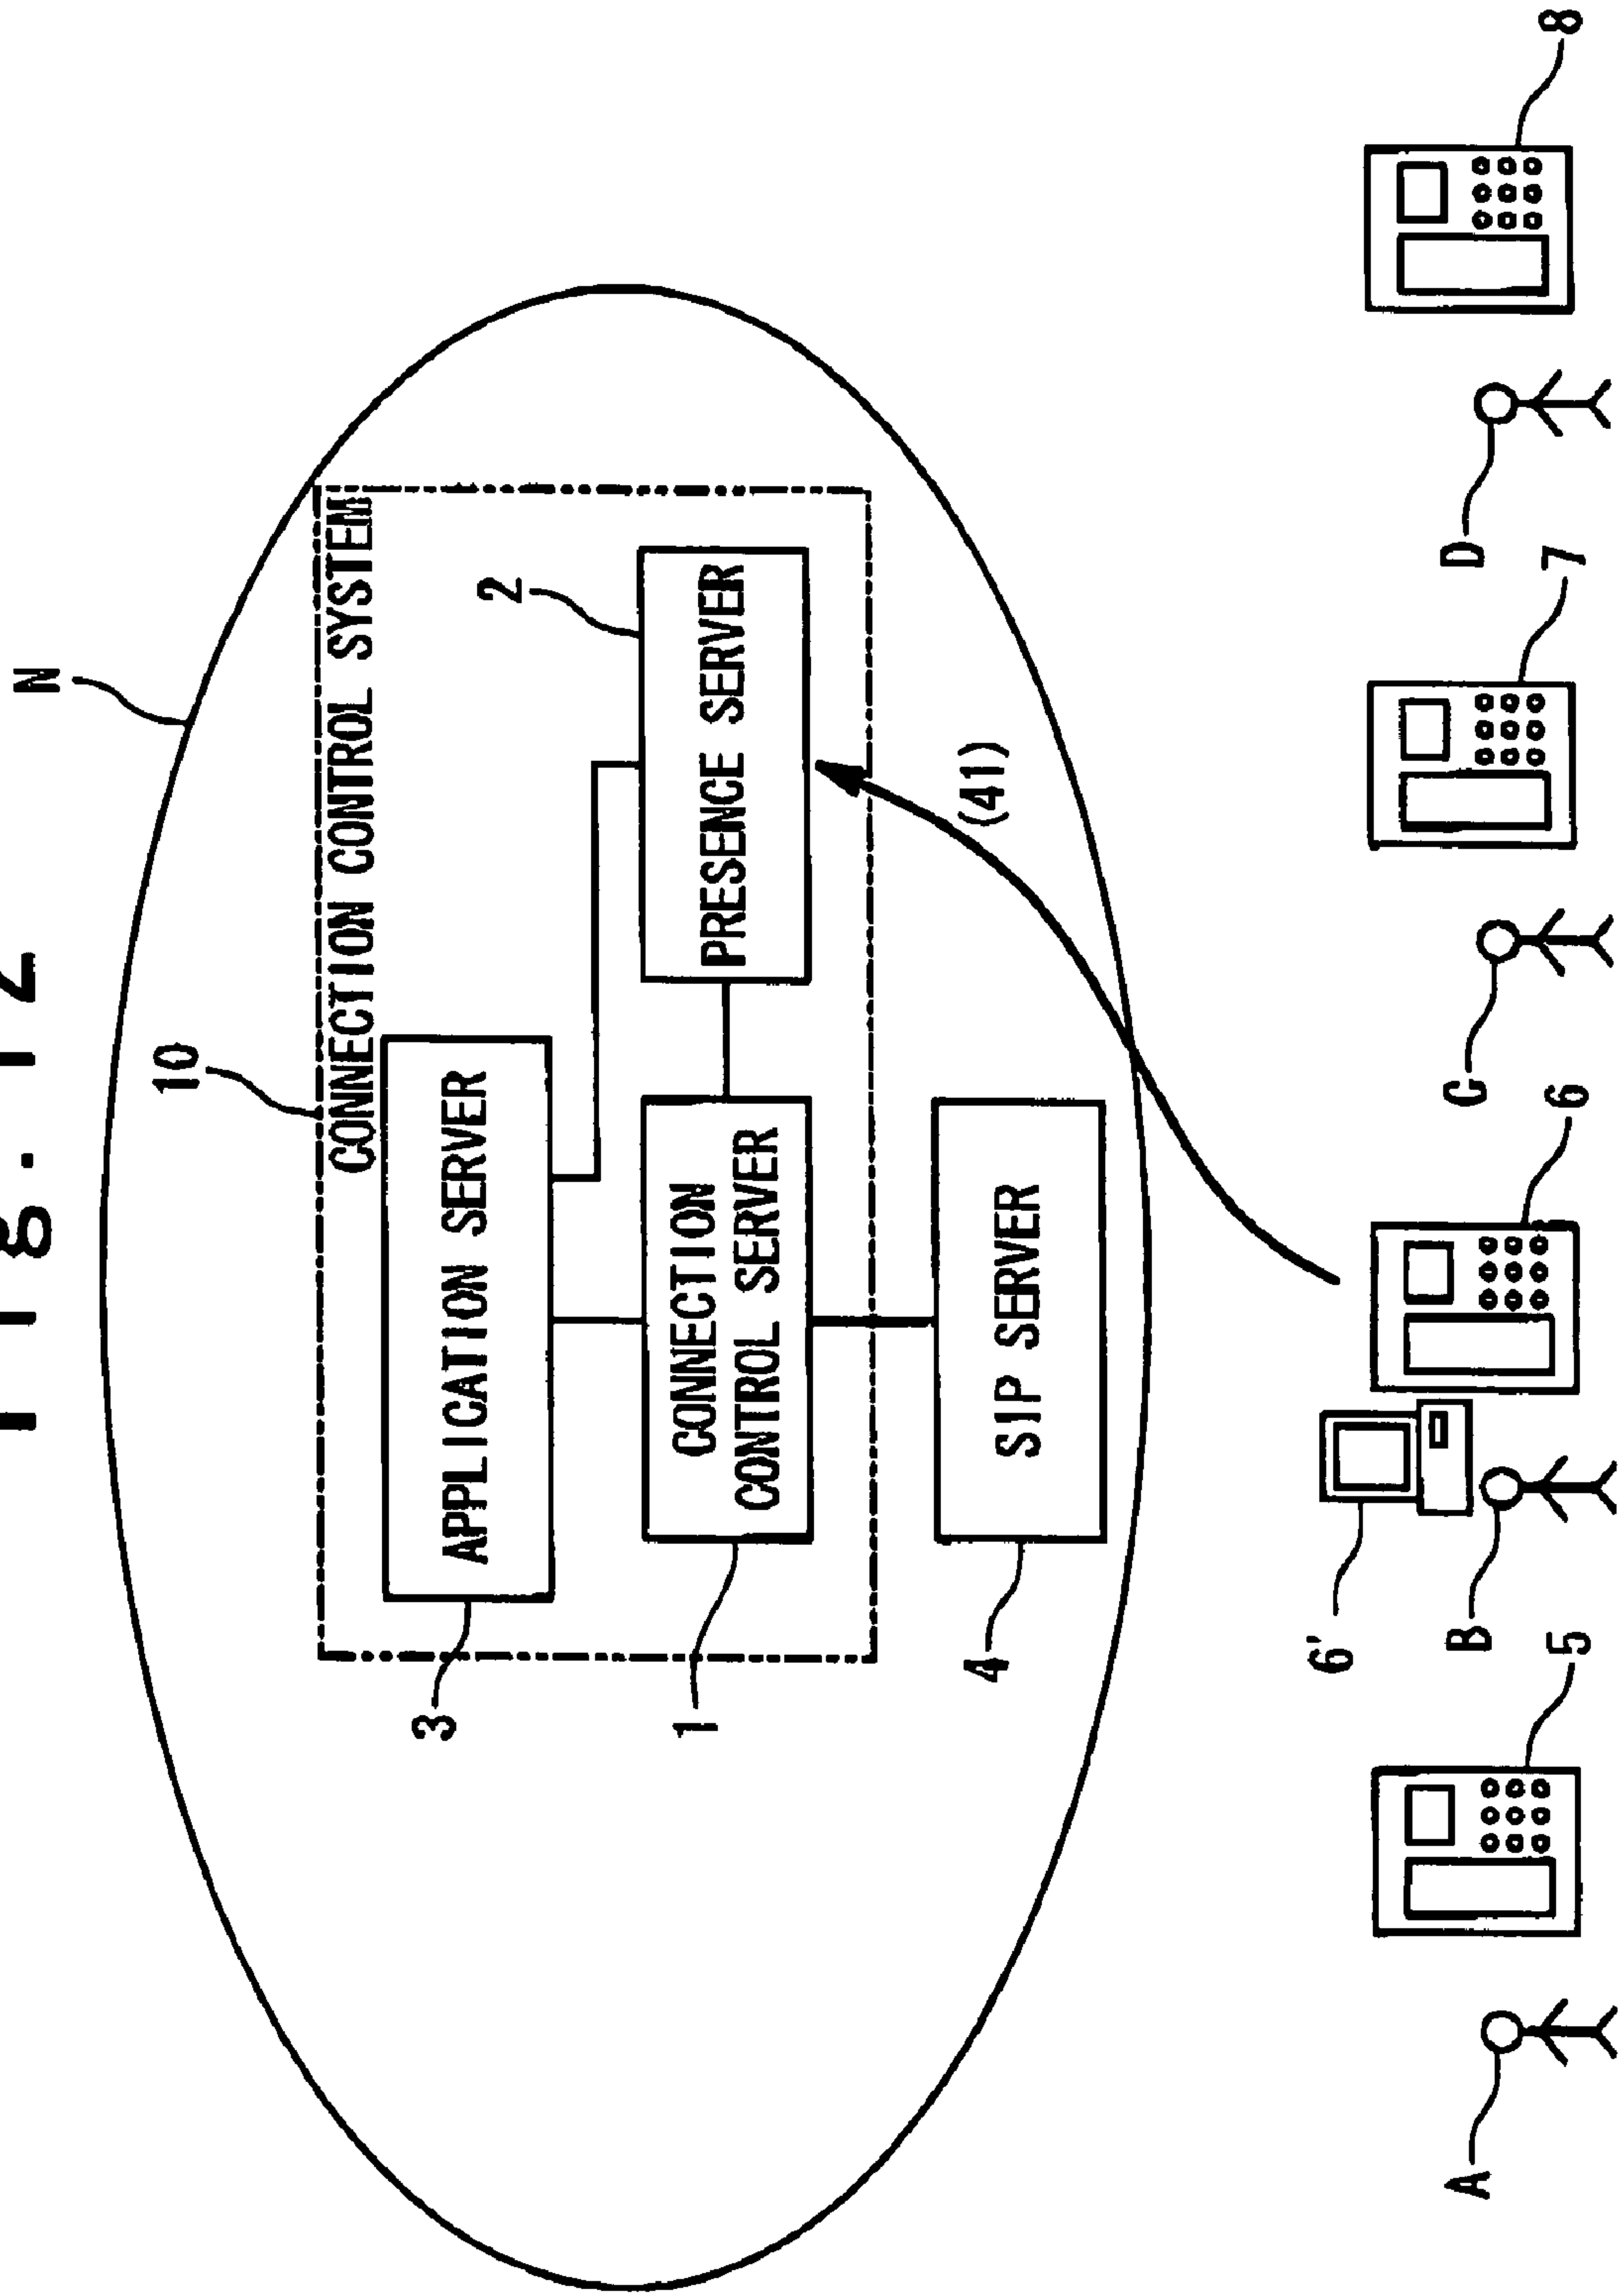 Fig. 12
N
10
CONNECTION CONTROL SYSTEM
3
APPLICATION SERVER
2
1
CONNECTION
CONTROL SERVER
PRESENCE SERVER
(41)
4
SIP SERVER
6'
A
B
G
D
5
6
7
8